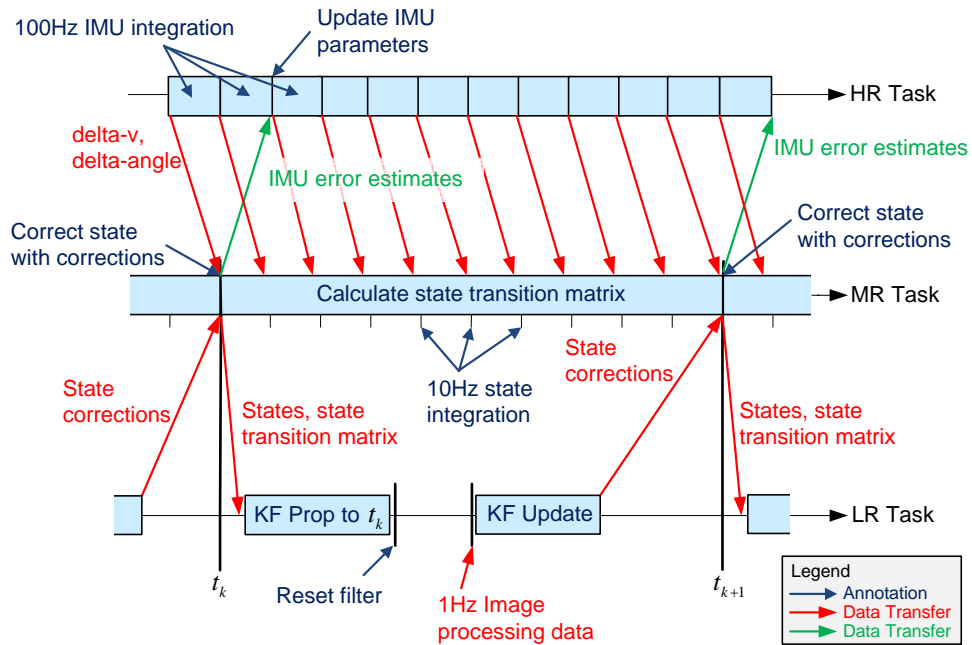 100Hz IMU integration
Update IMU
parameters
HR Task
delta-v,
delta-angle
IMU error estimates
IMU error estimates
Correct state
with corrections
Correct state
with corrections
Calculate state transition matrix
MR Task
State
corrections
States, state
transition matrix
10Hz state
integration
State
corrections
States, state
transition matrix
KF Prop to t_k
KF Update
LR Task
t_k
Reset filter
1Hz Image
processing data
t_{k+1}
Legend
Annotation
Data Transfer
Data Transfer